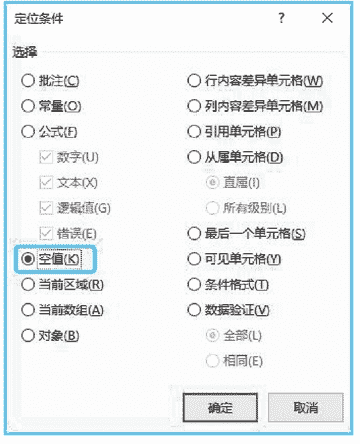 定位条件
?
选择
批注(C)
常量(O)
公式(F)
数字(U)
文本(X)
逻辑值(G)
错误(E)
空值(K)
当前区域(R)
当前数组(A)
对象(B)
行内容差异单元格(W)
列内容差异单元格(M)
引用单元格(P)
从属单元格(D)
直属(I)
所有级别(L)
最后一个单元格(S)
可见单元格(Y)
条件格式(T)
数据验证(V)
全部(L)
相同(E)
确定
取消